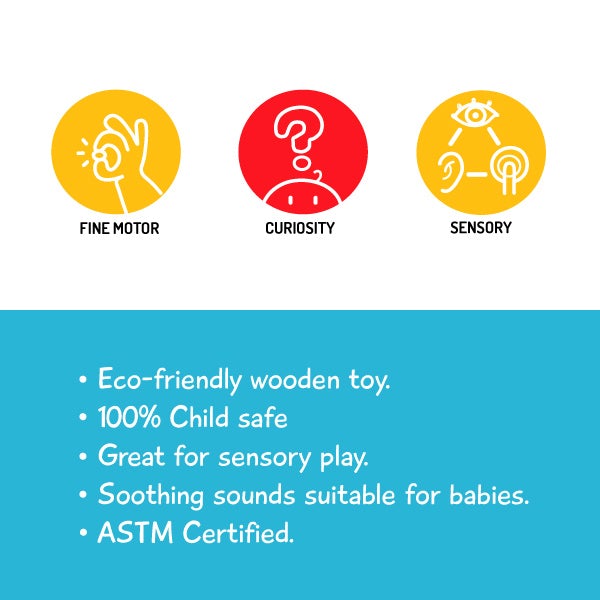 FINE MOTOR
CURIOSITY
SENSORY
• Eco-friendly wooden toy.
• 100% Child safe
• Great for sensory play.
• Soothing sounds suitable for babies.
• ASTM Certified.